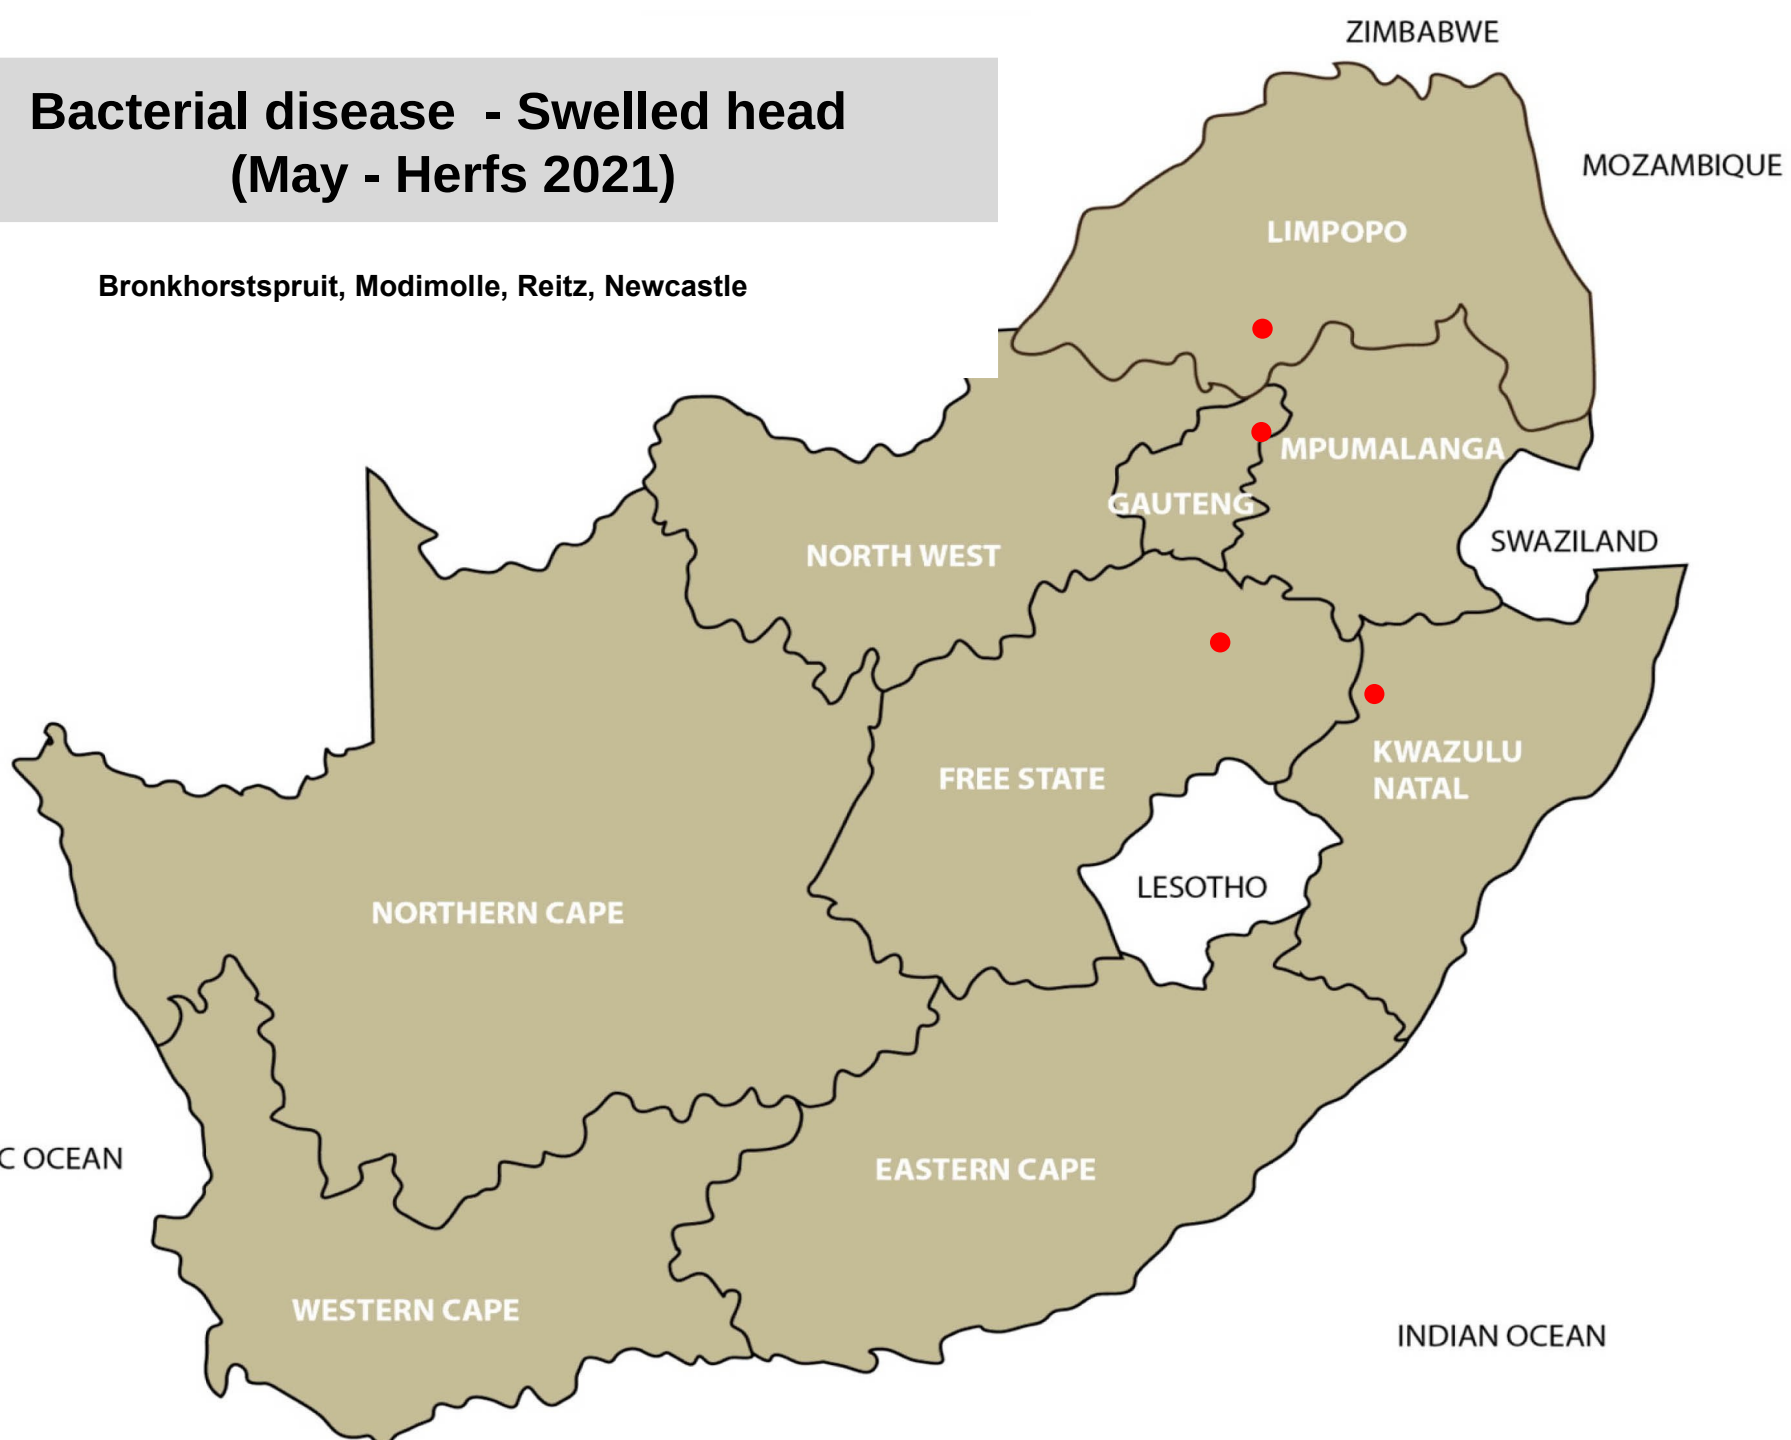 Bacterial disease  - Swelled head
(May - Herfs 2021)
Bronkhorstspruit, Modimolle, Reitz, Newcastle
ZIMBABWE
MOZAMBIQUE
LIMPOPO
MPUMALANGA
GAUTENG
SWAZILAND
NORTH WEST
KWAZULU
NATAL
FREE STATE
LESOTHO
NORTHERN CAPE
C OCEAN
EASTERN CAPE
WESTERN CAPE
INDIAN OCEAN